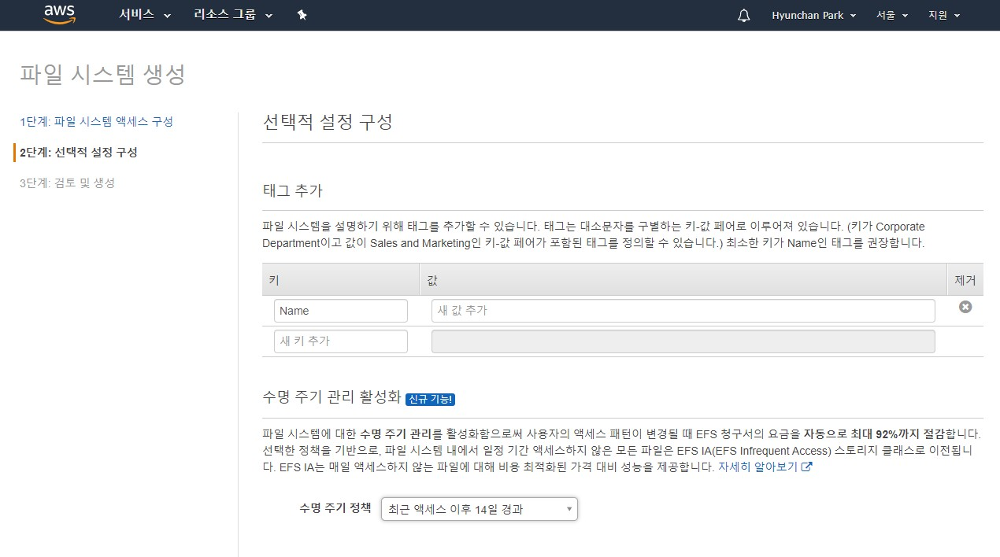 aws 서비스 리소스 그룹 Hyunchan Park 서울 지원
파일 시스템 생성
1단계: 파일 시스템 액세스 구성
2단계: 선택적 설정 구성
3단계: 검토 및 생성
선택적 설정 구성
태그 추가
파일 시스템을 설명하기 위해 태그를 추가할 수 있습니다. 태그는 대소문자를 구별하는 키-값 페어로 이루어져 있습니다. (키가 Corporate
Department이고 값이 Sales and Marketing인 키-값 페어가 포함된 태그를 정의할 수 있습니다.) 최소한 키가 Name인 태그를 권장합니다.
키 값 제거
Name 새 값 추가
새 키 추가
수명 주기 관리 활성화 신규 기능!
파일 시스템에 대한 수명 주기 관리를 활성화함으로써 사용자의 액세스 패턴이 변경될 때 EFS 청구서의 요금을 자동으로 최대 92%까지 절감합니다.
선택한 정책을 기반으로, 파일 시스템 내에서 일정 기간 액세스하지 않은 모든 파일은 EFS IA(EFS Infrequent Access) 스토리지 클래스로 이전됩니
다. EFS IA는 매일 액세스하지 않는 파일에 대해 비용 최적화된 가격 대비 성능을 제공합니다. 자세히 알아보기
수명 주기 정책 최근 액세스 이후 14일 경과